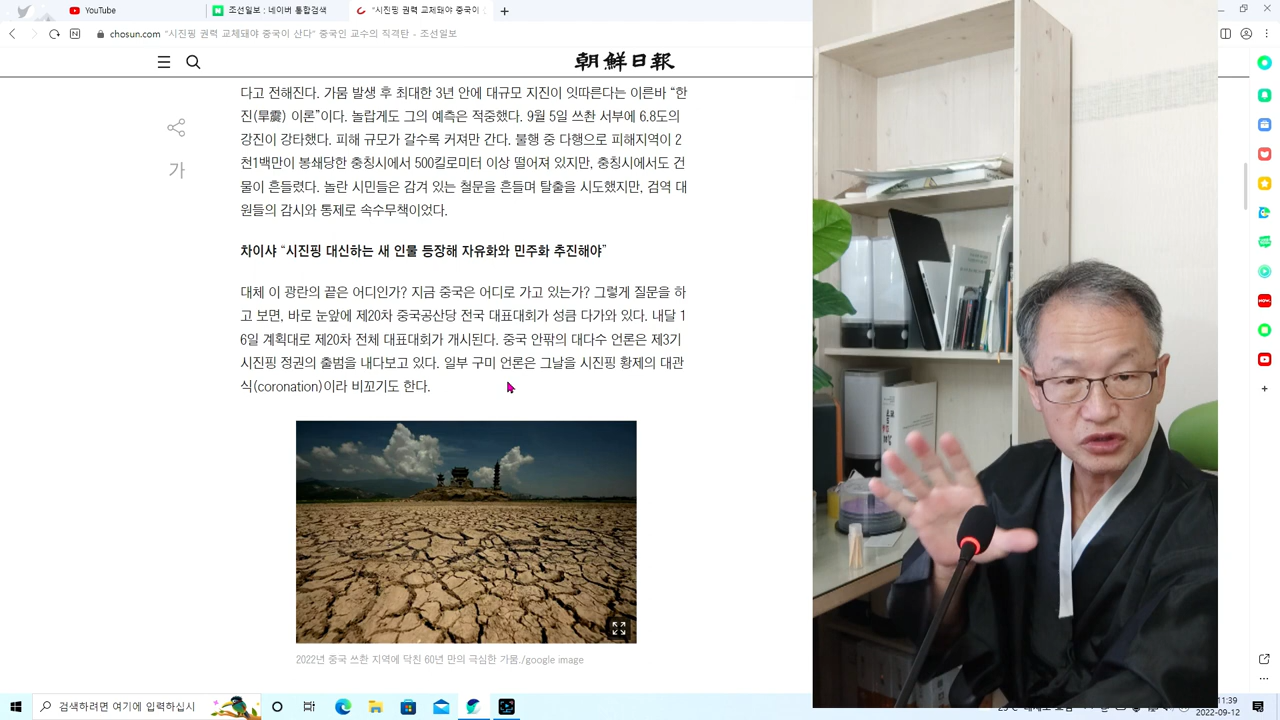 YouTube
조선일보 : 네이버 통합검색
"시진핑 권력 교체돼야 중국이 산
chosun.com "시진핑 권력 교체돼야 중국이 산다" 중국인 교수의 직격탄 - 조선일보
朝鮮日報
가
다고 전해진다. 가뭄 발생 후 최대한 3년 안에 대규모 지진이 잇따른다는 이른바 “한
진(旱震) 이론”이다. 놀랍게도 그의 예측은 적중했다. 9월 5일 쓰촨 서부에 6.8도의
강진이 강타했다. 피해 규모가 갈수록 커져만 간다. 불행 중 다행으로 피해지역이 2
천1백만이 봉쇄당한 충칭시에서 500킬로미터 이상 떨어져 있지만, 충칭시에서도 건
물이 흔들렸다. 놀란 시민들은 감겨 있는 철문을 흔들며 탈출을 시도했지만, 검역 대
원들의 감시와 통제로 속수무책이었다.
차이샤 “시진핑 대신하는 새 인물 등장해 자유화와 민주화 추진해야”
대체 이 광란의 끝은 어디인가? 지금 중국은 어디로 가고 있는가? 그렇게 질문을 하
고 보면, 바로 눈앞에 제20차 중국공산당 전국 대표대회가 성큼 다가와 있다. 내달 1
6일 계획대로 제20차 전체 대표대회가 개시된다. 중국 안팎의 대다수 언론은 제3기
시진핑 정권의 출범을 내다보고 있다. 일부 구미 언론은 그날을 시진핑 황제의 대관
식(coronation)이라 비꼬기도 한다.
2022년 중국 쓰촨 지역에 닥친 60년 만의 극심한 가뭄./google image
검색하려면 여기에 입력하십시
11:39
2022-09-12